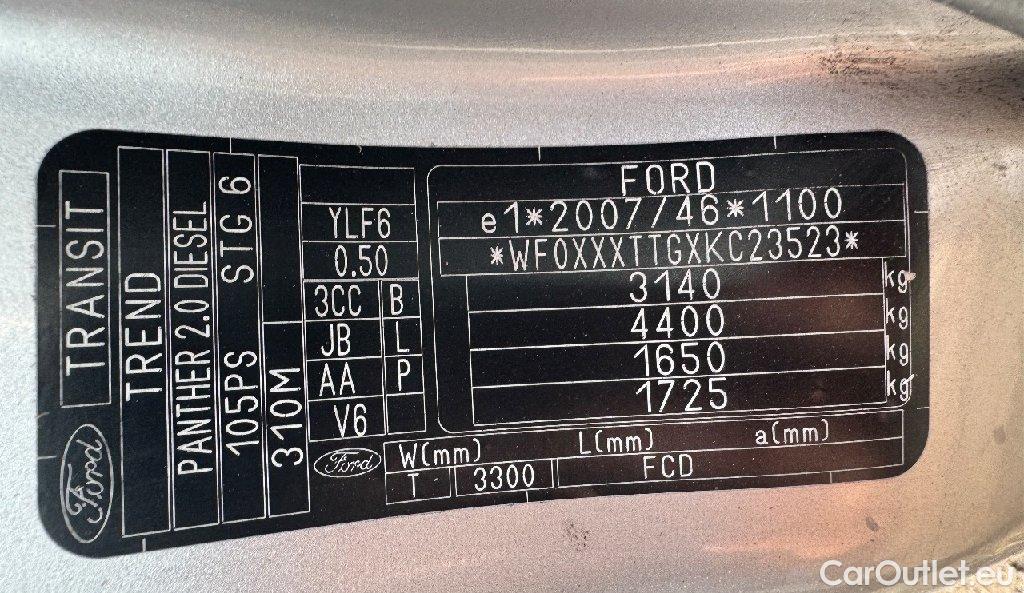 TRANSIT
TREND
PANTHER 2.0 DIESEL
105PS STG 6
310M
Ford
YLF6
0.50
3CC B
JB L
AA P
V6
Ford
FORD
e1*2007/46*1100
*WF0XXXTTGXKC23523*
3140 kg
4400 kg
1650 kg
1725 kg
W(mm) L(mm) a(mm)
T 3300 FCD
CarOutlet.eu